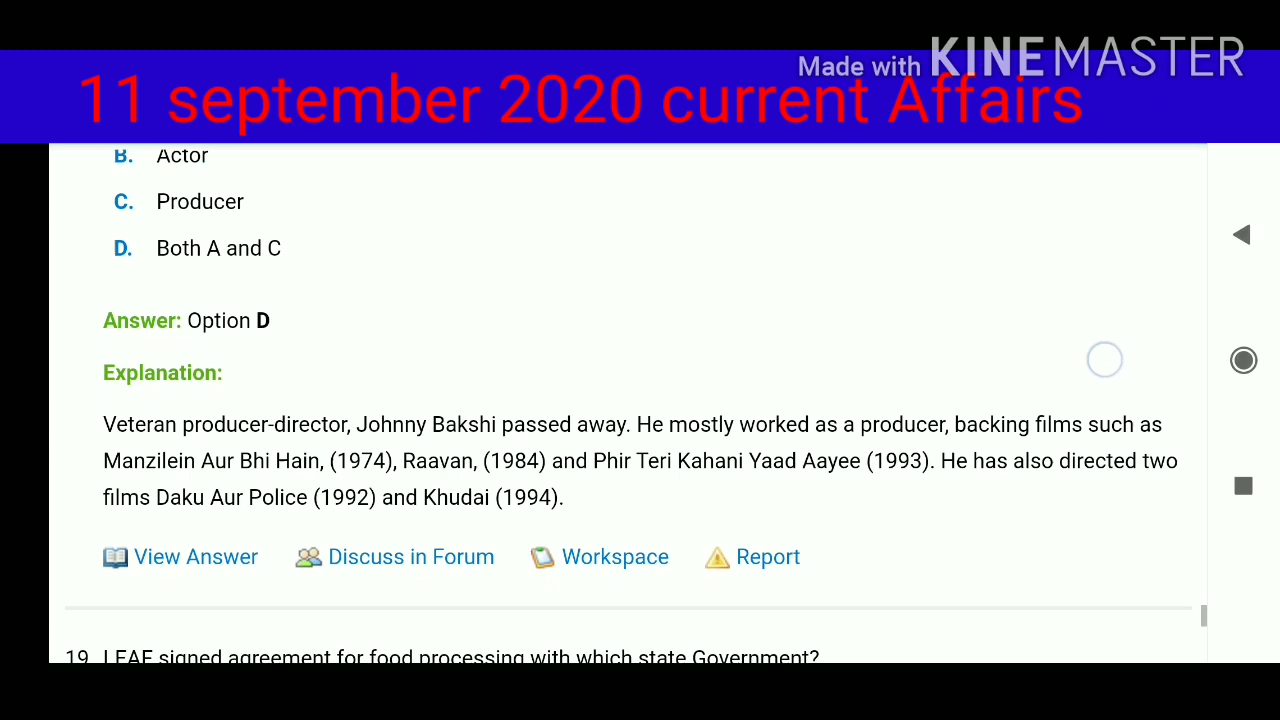 Made with KINEMASTER
11 september 2020 current Affairs
B. Actor
C. Producer
D. Both A and C
Answer: Option D
Explanation:
Veteran producer-director, Johnny Bakshi passed away. He mostly worked as a producer, backing films such as
Manzilein Aur Bhi Hain, (1974), Raavan, (1984) and Phir Teri Kahani Yaad Aayee (1993). He has also directed two
films Daku Aur Police (1992) and Khudai (1994).
View Answer Discuss in Forum Workspace Report
19. LEAF signed agreement for food processing with which state Government?